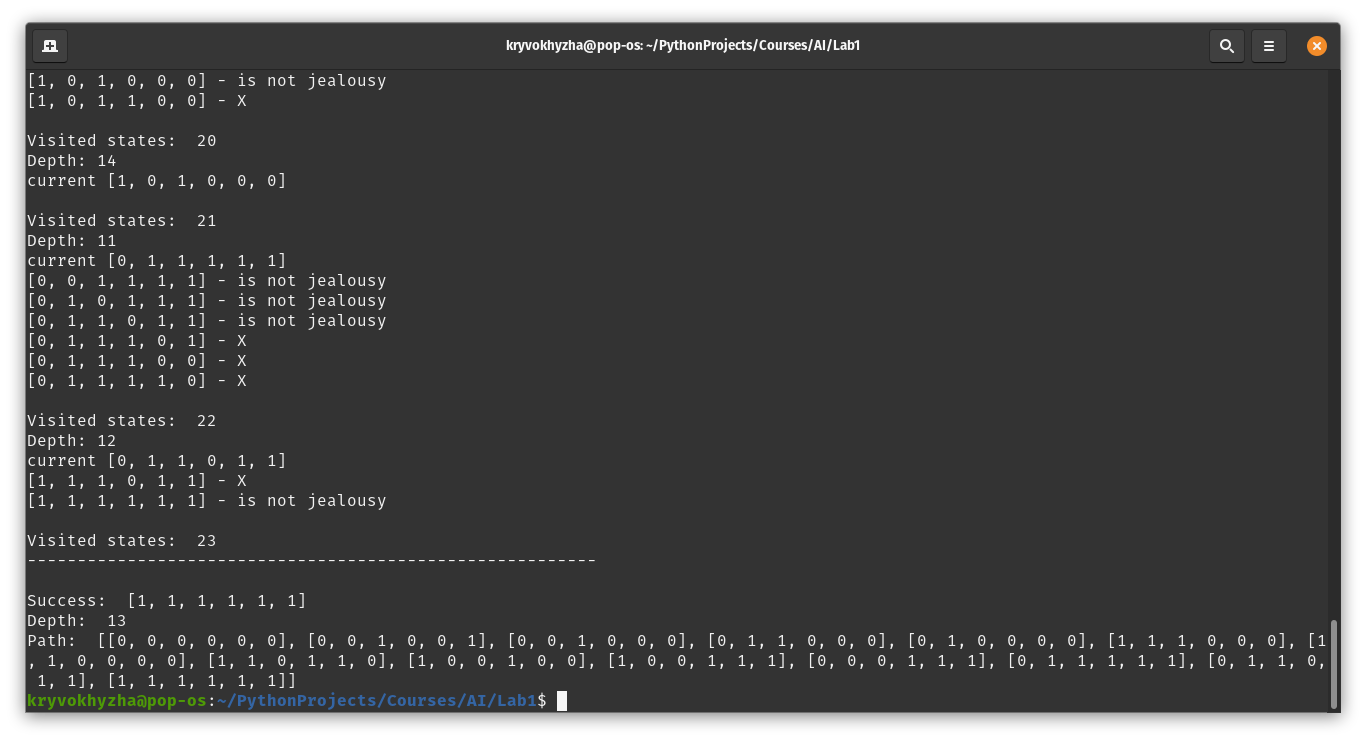 kryvokhyzha@pop-os: ~/PythonProjects/Courses/AI/Lab1
[1, 0, 1, 0, 0, 0] - is not jealousy
[1, 0, 1, 1, 0, 0] - X
Visited states:  20
Depth: 14
current [1, 0, 1, 0, 0, 0]
Visited states:  21
Depth: 11
current [0, 1, 1, 1, 1, 1]
[0, 0, 1, 1, 1, 1] - is not jealousy
[0, 1, 0, 1, 1, 1] - is not jealousy
[0, 1, 1, 0, 1, 1] - is not jealousy
[0, 1, 1, 1, 0, 1] - X
[0, 1, 1, 1, 0, 0] - X
[0, 1, 1, 1, 1, 0] - X
Visited states:  22
Depth: 12
current [0, 1, 1, 0, 1, 1]
[1, 1, 1, 0, 1, 1] - X
[1, 1, 1, 1, 1, 1] - is not jealousy
Visited states:  23
---------------------------------------------------------
Success:  [1, 1, 1, 1, 1, 1]
Depth:  13
Path:  [[0, 0, 0, 0, 0, 0], [0, 0, 1, 0, 0, 1], [0, 0, 1, 0, 0, 0], [0, 1, 1, 0, 0, 0], [0, 1, 0, 0, 0, 0], [1, 1, 1, 0, 0, 0], [1
, 1, 0, 0, 0, 0], [1, 1, 0, 1, 1, 0], [1, 0, 0, 1, 0, 0], [1, 0, 0, 1, 1, 1], [0, 0, 0, 1, 1, 1], [0, 1, 1, 1, 1, 1], [0, 1, 1, 0,
 1, 1], [1, 1, 1, 1, 1, 1]]
kryvokhyzha@pop-os:~/PythonProjects/Courses/AI/Lab1$